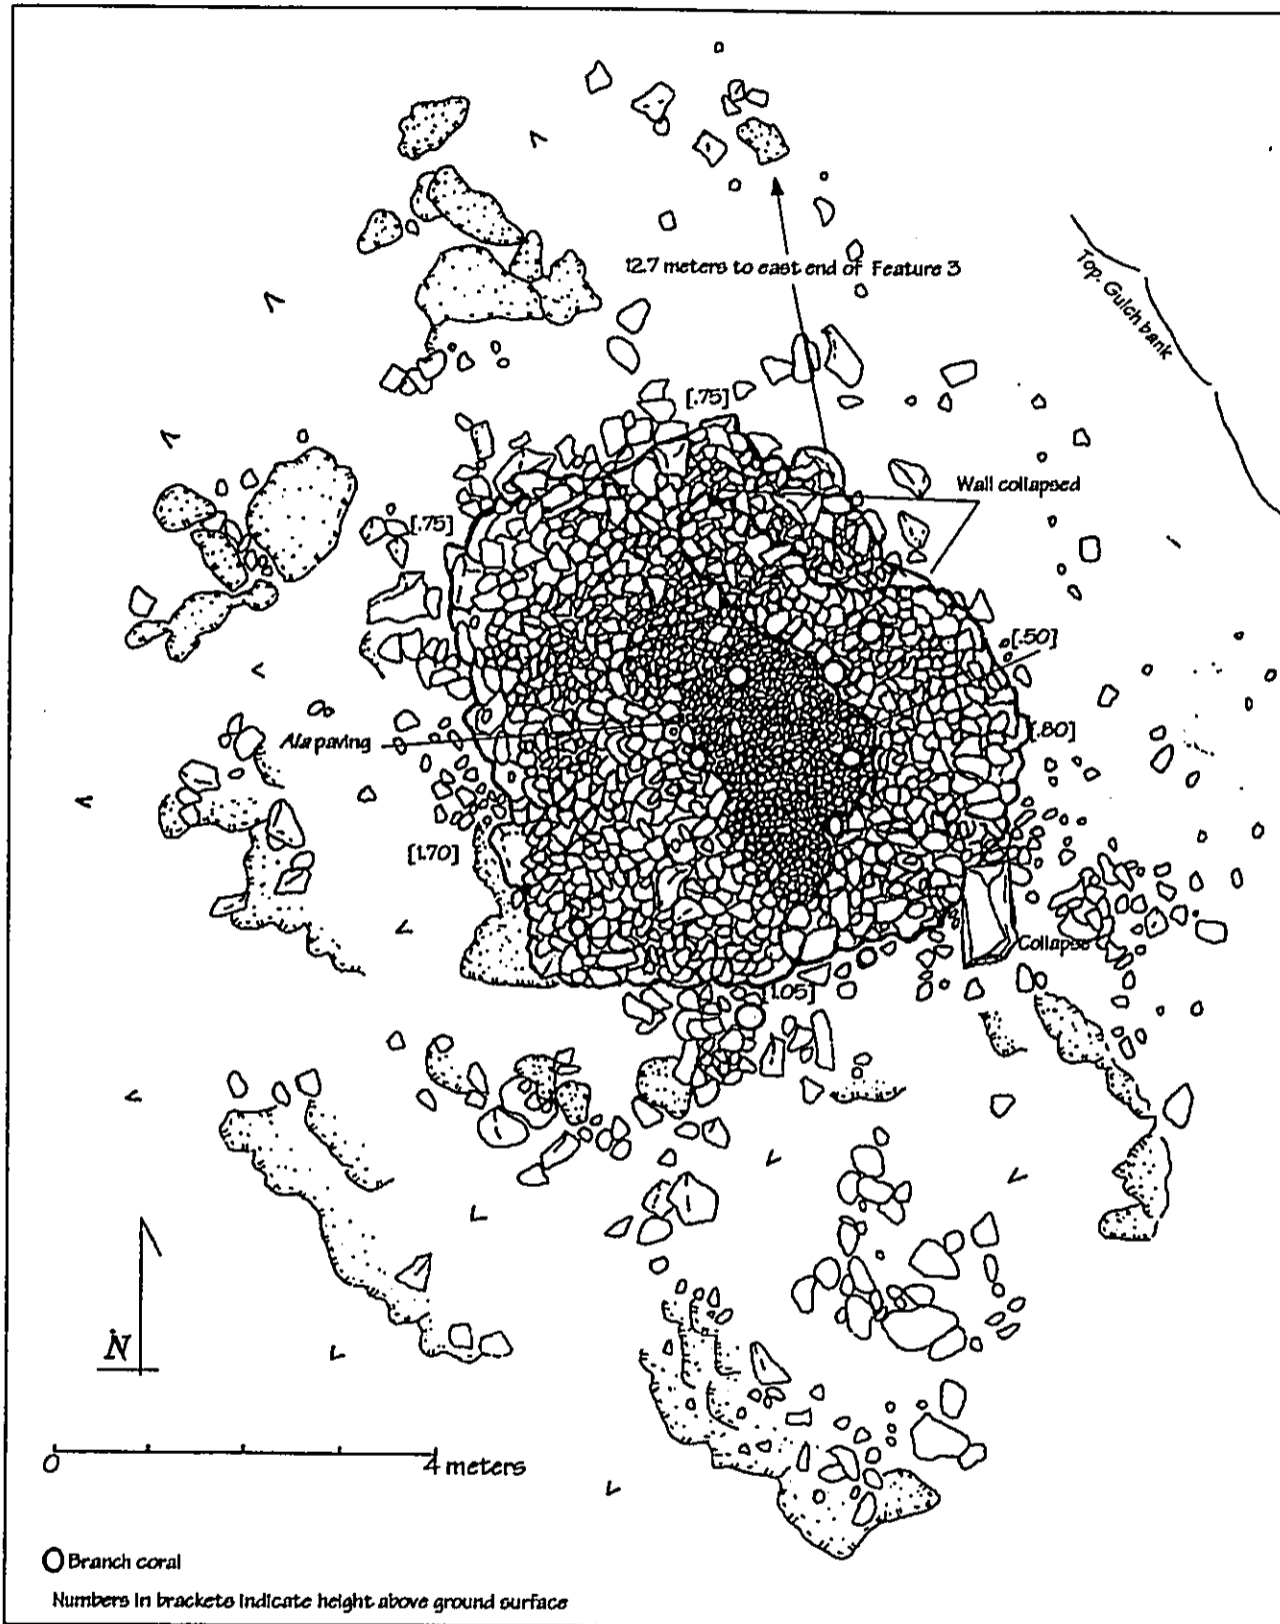 12.7 meters to east end of Feature 3
Top. Gulch bank
[.75]
Wall collapsed
[.75]
[.50]
[.80]
Ala paving
[1.70]
Collapse
[1.05]
N
0 4 meters
Branch coral
Numbers in brackets indicate height above ground surface